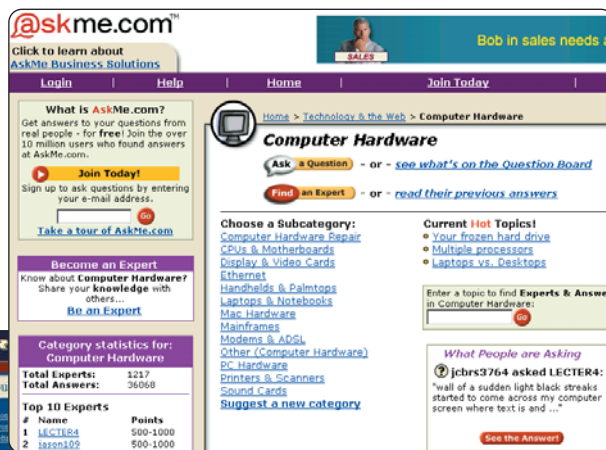 @skme.com™
Click to learn about
AskMe Business Solutions
SALES
Bob in sales needs
Login | Help | Home | Join Today |
What is AskMe.com?
Get answers to your questions from
real people - for free! Join the over
10 million users who found answers
at AskMe.com.
Join Today!
Sign up to ask questions by entering
your e-mail address.
Go
Take a tour of AskMe.com
Become an Expert
Know about Computer Hardware?
Share your knowledge with
others...
Be an Expert
Category statistics for:
Computer Hardware
Total Experts: 1217
Total Answers: 36068
Top 10 Experts
# Name Points
1 LECTER4 500-1000
2 jason109 500-1000
Home > Technology & the Web > Computer Hardware
Computer Hardware
Ask a Question - or - see what's on the Question Board
Find an Expert - or - read their previous answers
Choose a Subcategory:
Computer Hardware Repair
CPUs & Motherboards
Display & Video Cards
Ethernet
Handhelds & Palmtops
Laptops & Notebooks
Mac Hardware
Mainframes
Modems & ADSL
Other (Computer Hardware)
PC Hardware
Printers & Scanners
Sound Cards
Suggest a new category
Current Hot Topics!
Your frozen hard drive
Multiple processors
Laptops vs. Desktops
Enter a topic to find Experts & Answe
in Computer Hardware:
Go
What People are Asking
jcbrs3764 asked LECTER4:
"wall of a sudden light black streaks
started to come across my computer
screen where text is and ..."
See the Answer!